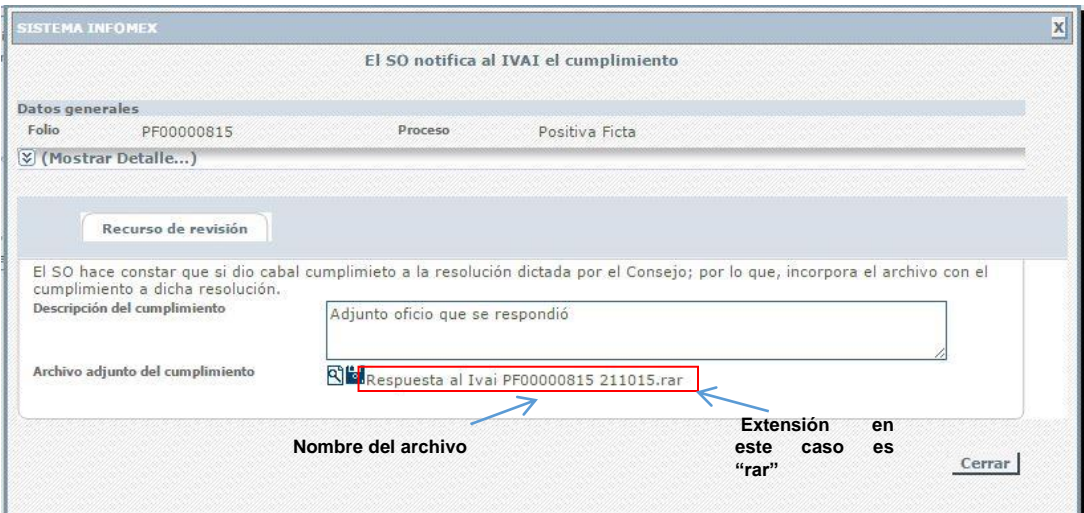 SISTEMA INFOMEX
X
El SO notifica al IVAI el cumplimiento
Datos generales
Folio PF00000815 Proceso Positiva Ficta
(Mostrar Detalle...)
Recurso de revisión
El SO hace constar que si dio cabal cumplimieto a la resolución dictada por el Consejo; por lo que, incorpora el archivo con el
cumplimiento a dicha resolución.
Descripción del cumplimiento
Adjunto oficio que se respondió
Archivo adjunto del cumplimiento
Respuesta al Ivai PF00000815 211015.rar
Nombre del archivo
Extensión en
este caso es
“rar”
Cerrar